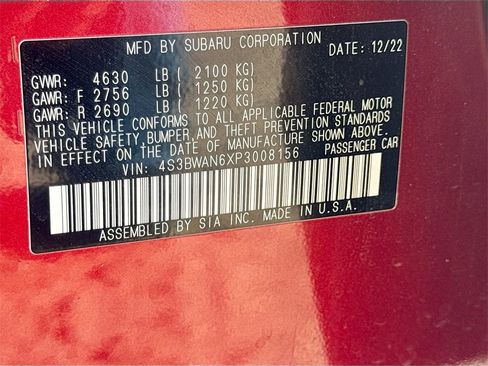 MFD BY SUBARU CORPORATION DATE: 12/22
GVWR: 4630 LB ( 2100 KG)
GAWR: F 2756 LB ( 1250 KG)
GAWR: R 2690 LB ( 1220 KG)
THIS VEHICLE CONFORMS TO ALL APPLICABLE FEDERAL MOTOR
VEHICLE SAFETY, BUMPER, AND THEFT PREVENTION STANDARDS
IN EFFECT ON THE DATE OF MANUFACTURE SHOWN ABOVE.
VIN: 4S3BWAN6XP3008156 PASSENGER CAR
ASSEMBLED BY SIA INC. MADE IN U.S.A.